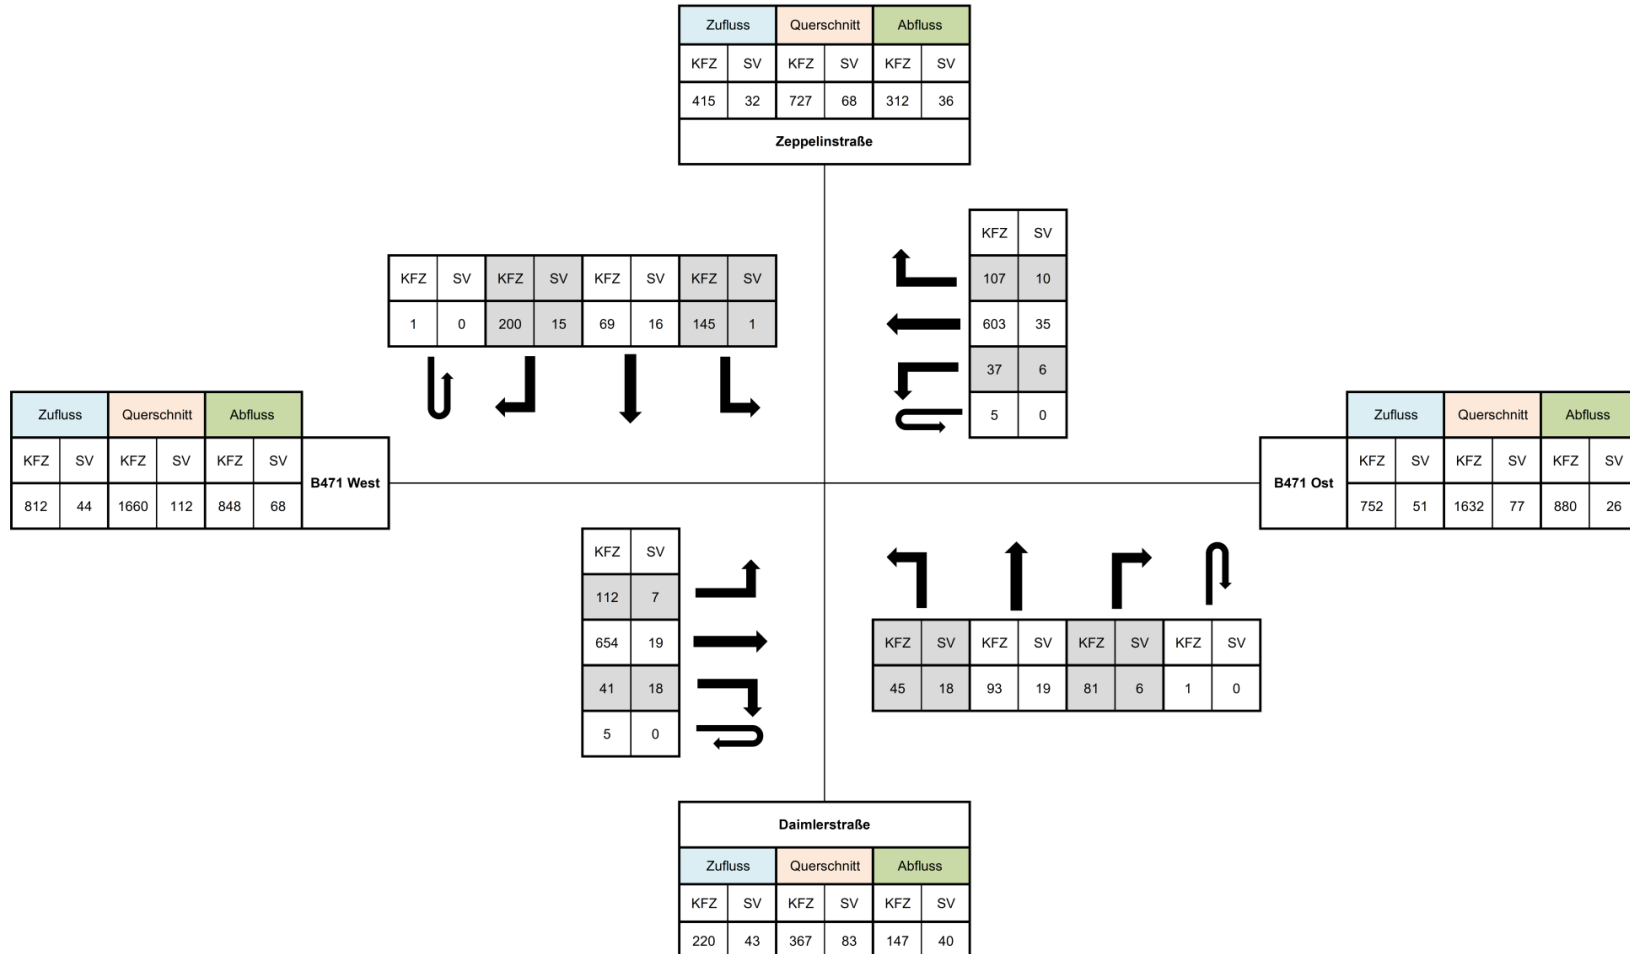 Zufluss Querschnitt Abfluss
KFZ SV KFZ SV KFZ SV
415 32 727 68 312 36
Zeppelinstraße
KFZ SV
107 10
603 35
37 6
5 0
KFZ SV KFZ SV KFZ SV KFZ SV
1 0 200 15 69 16 145 1
Zufluss Querschnitt Abfluss
KFZ SV KFZ SV KFZ SV
812 44 1660 112 848 68
B471 West
Zufluss Querschnitt Abfluss
B471 Ost
KFZ SV KFZ SV KFZ SV
752 51 1632 77 880 26
KFZ SV
112 7
654 19
41 18
5 0
KFZ SV KFZ SV KFZ SV KFZ SV
45 18 93 19 81 6 1 0
Daimlerstraße
Zufluss Querschnitt Abfluss
KFZ SV KFZ SV KFZ SV
220 43 367 83 147 40